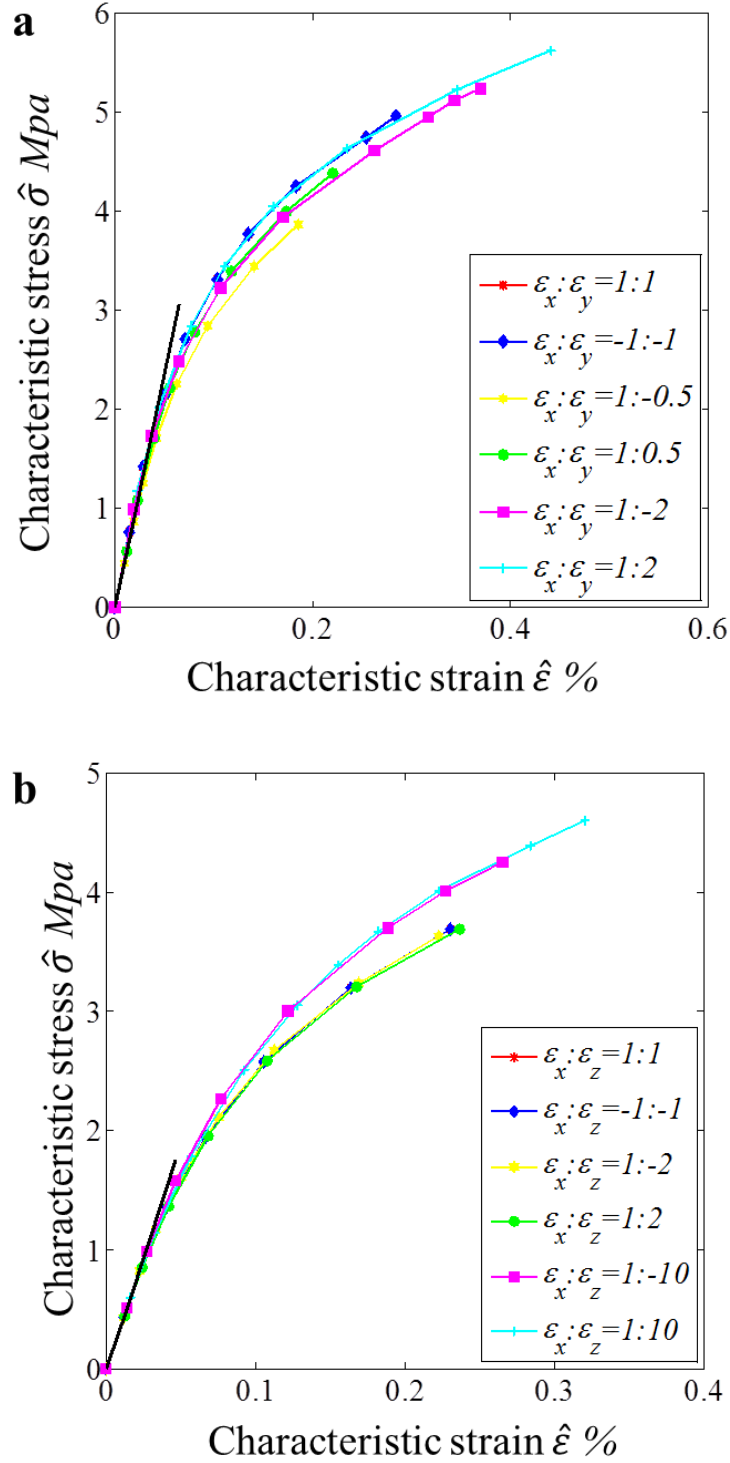 a
6
5
4
3
2
1
0
Characteristic stress σ̂ Mpa
0 0.2 0.4 0.6
Characteristic strain ε̂ %
εx:εy=1:1
εx:εy=-1:-1
εx:εy=1:-0.5
εx:εy=1:0.5
εx:εy=1:-2
εx:εy=1:2
b
5
4
3
2
1
0
Characteristic stress σ̂ Mpa
0 0.1 0.2 0.3 0.4
Characteristic strain ε̂ %
εx:εz=1:1
εx:εz=-1:-1
εx:εz=1:-2
εx:εz=1:2
εx:εz=1:-10
εx:εz=1:10